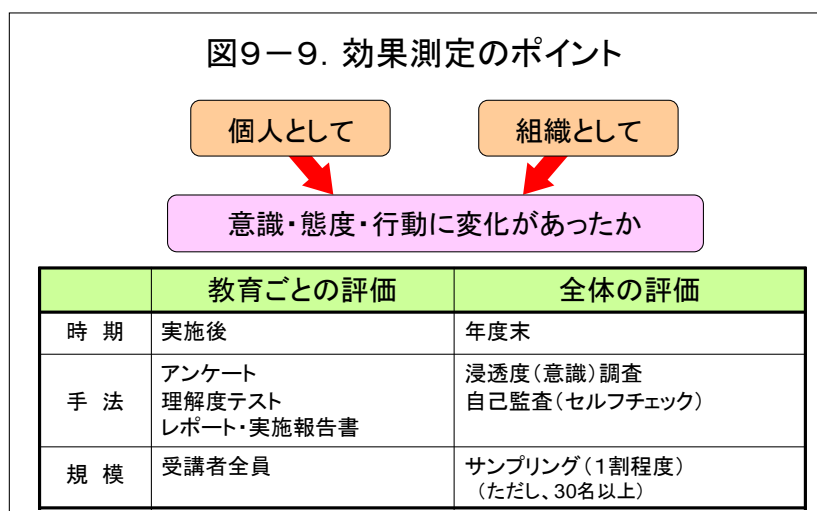 図9-9. 効果測定のポイント
個人として
組織として
意識・態度・行動に変化があったか
教育ごとの評価
全体の評価
時 期
実施後
年度末
手 法
アンケート
理解度テスト
レポート・実施報告書
浸透度(意識)調査
自己監査(セルフチェック)
規 模
受講者全員
サンプリング(1割程度)
(ただし、30名以上)